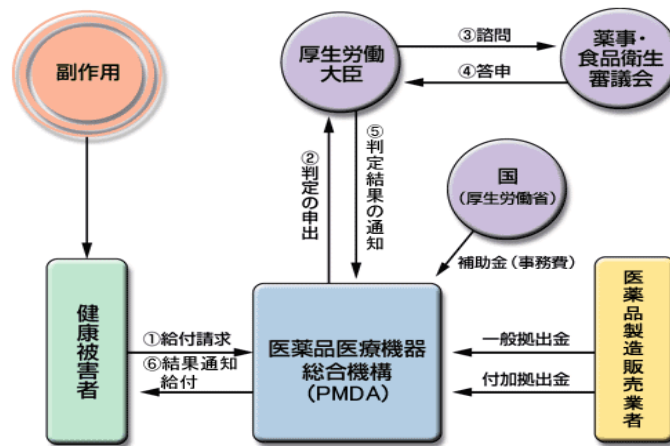 副作用
厚生労働
大臣
③諮問
④答申
薬事・
食品衛生
審議会
②判定の申出
⑤判定結果の通知
国
(厚生労働省)
補助金(事務費)
健康被害者
①給付請求
⑥結果通知
給付
医薬品医療機器
総合機構
(PMDA)
一般拠出金
付加拠出金
医薬品製造販売業者